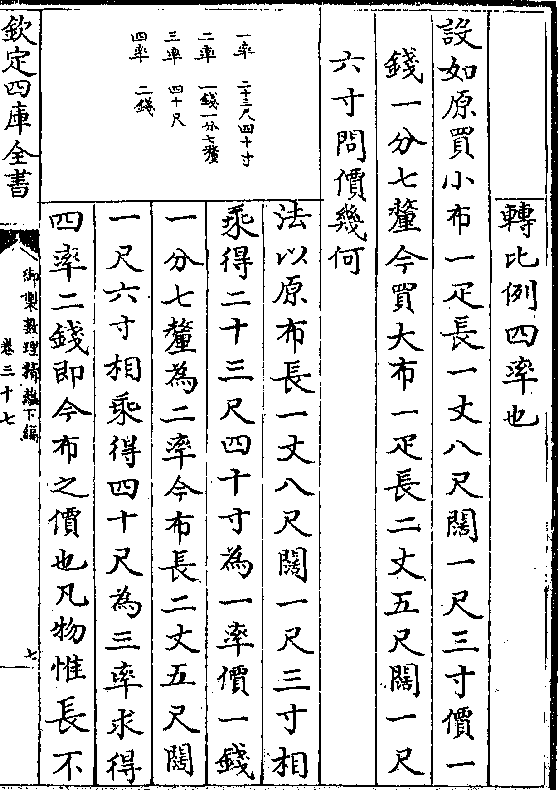 轉比例四率也
設如原買小布一疋長一丈八尺闊一尺三寸價一
錢一分七釐今買大布一疋長二丈五尺闊一尺
六寸問價幾何
法以原布長一丈八尺闊一尺三寸相
乘得二十三尺四十寸為一率價一錢
一分七釐為二率今布長二丈五尺闊
一尺六寸相乘得四十尺為三率求得
四率二錢即今布之價也凡物惟長不
一率 二十三尺四十寸
二率 一錢一分七釐
三率 四十尺
四率 二錢
欽定四庫全書
御製數理精蘊下編
卷三十七
七